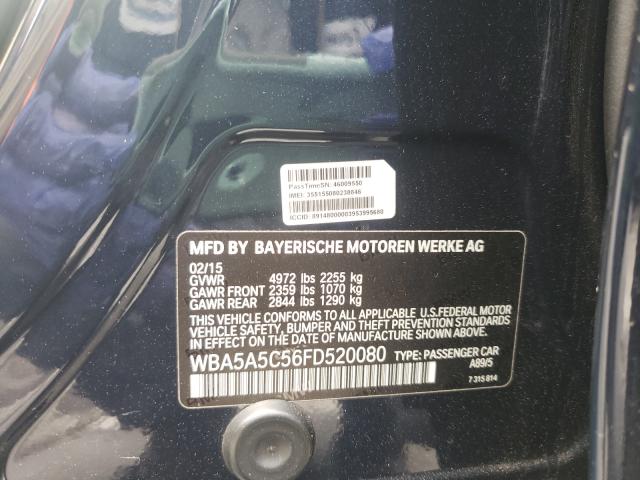 PassTimeSN: 46009550
IMEI: 355155080238646
ICCID: 89148000003953995680
MFD BY BAYERISCHE MOTOREN WERKE AG
02/15
GVWR 4972 lbs 2255 kg
GAWR FRONT 2359 lbs 1070 kg
GAWR REAR 2844 lbs 1290 kg
THIS VEHICLE CONFORMS TO ALL APPLICABLE U.S.FEDERAL MOTOR
VEHICLE SAFETY, BUMPER AND THEFT PREVENTION STANDARDS
IN EFFECT ON THE DATE OF MANUFACTURE SHOWN ABOVE.
WBA5A5C56FD520080 TYPE: PASSENGER CAR
A89/5
7 315 814